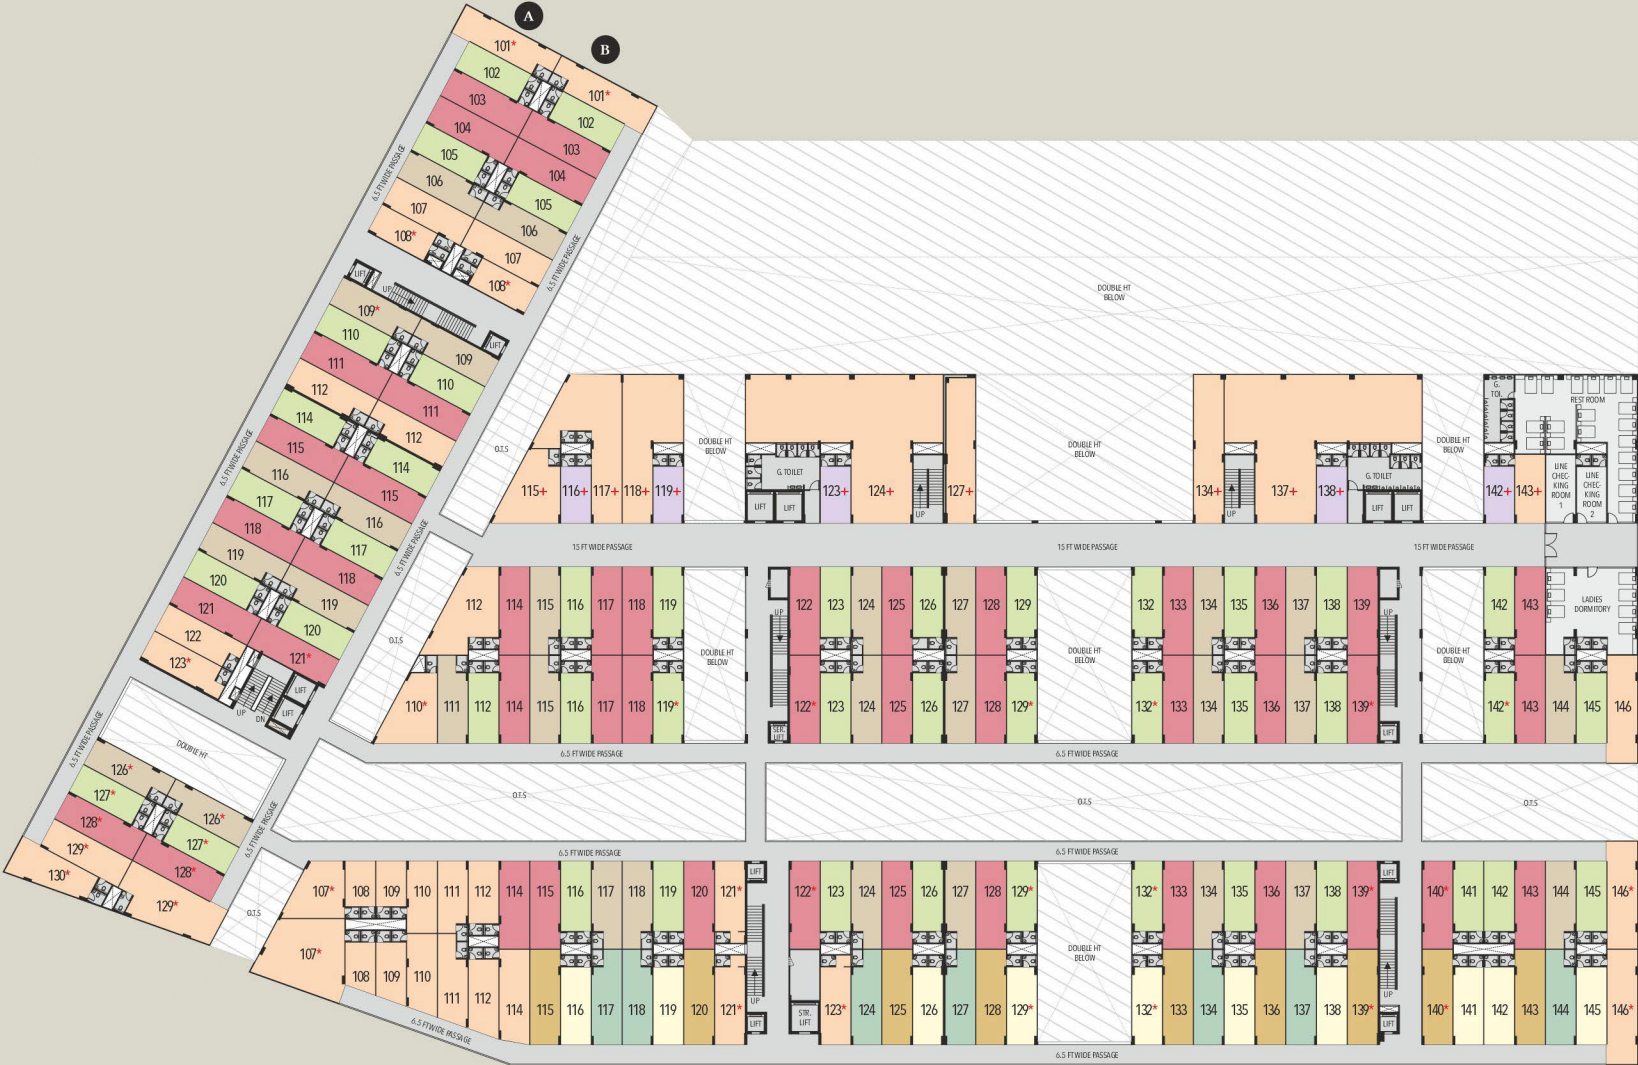 A
B
101*
102
103
104
105
106
107
108*
101*
102
103
104
105
106
107
108*
6.5 FT WIDE PASSAGE
6.5 FT WIDE PASSAGE
LIFT
UP
LIFT
109*
110
111
112
114
115
116
117
118
119
120
121
122
123*
109
110
111
112
114
115
116
117
118
119
120
121*
6.5 FT WIDE PASSAGE
6.5 FT WIDE PASSAGE
UP
DN
LIFT
LIFT
DOUBLE HT
6.5 FT WIDE PASSAGE
6.5 FT WIDE PASSAGE
126*
127*
128*
129*
130*
126*
127*
128*
129*
O.T.S
O.T.S
O.T.S
DOUBLE HT
BELOW
115+ 116+ 117+ 118+ 119+
DOUBLE HT
BELOW
G. TOILET
LIFT LIFT
123+ 124+
UP
127+
DOUBLE HT
BELOW
134+
UP
137+ 138+
G. TOILET
LIFT LIFT
DOUBLE HT
BELOW
G.
TOI.
REST ROOM
142+ 143+
LINE
CHEC-
KING
ROOM
1
LINE
CHEC-
KING
ROOM
2
15 FT WIDE PASSAGE
15 FT WIDE PASSAGE
15 FT WIDE PASSAGE
112 114 115 116 117 118 119
DOUBLE HT
BELOW
UP
122 123 124 125 126 127 128 129
DOUBLE HT
BELOW
132 133 134 135 136 137 138 139
UP
DOUBLE HT
BELOW
142 143
LADIES
DORMITORY
110* 111 112 114 115 116 117 118 119*
SER.
LIFT
122* 123 124 125 126 127 128 129*
132* 133 134 135 136 137 138 139*
LIFT
142* 143 144 145 146
6.5 FT WIDE PASSAGE
6.5 FT WIDE PASSAGE
O.T.S
O.T.S
O.T.S
6.5 FT WIDE PASSAGE
6.5 FT WIDE PASSAGE
107* 108 109 110 111 112 114 115 116 117 118 119 120 121*
LIFT
122* 123 124 125 126 127 128 129*
DOUBLE HT
BELOW
132* 133 134 135 136 137 138 139*
LIFT
140* 141 142 143 144 145 146*
107* 108 109 110 111 112 114 115 116 117 118 119 120 121*
UP
LIFT
STR.
LIFT
123* 124 125 126 127 128 129*
132* 133 134 135 136 137 138 139*
UP
LIFT
140* 141 142 143 144 145 146*
6.5 FT WIDE PASSAGE
6.5 FT WIDE PASSAGE